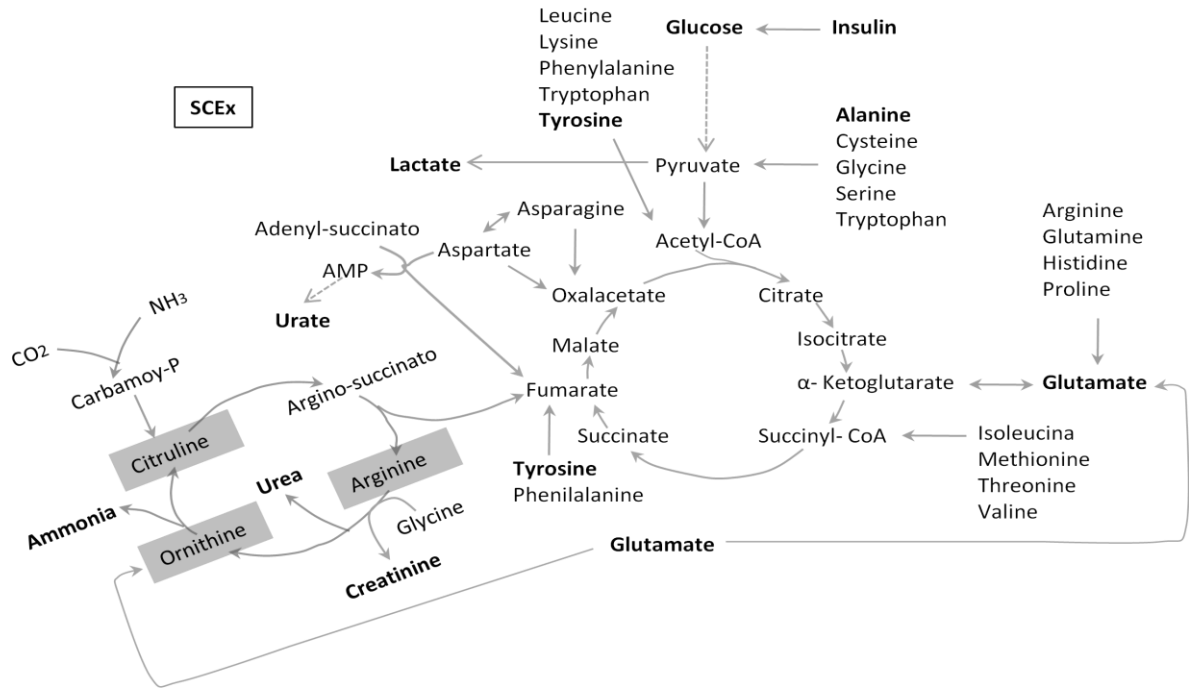 Leucine
Lysine
Phenylalanine
Tryptophan
Tyrosine
Glucose
Insulin
SCEx
Alanine
Cysteine
Glycine
Serine
Tryptophan
Lactate
Pyruvate
Arginine
Glutamine
Histidine
Proline
Asparagine
Adenyl-succinato
Aspartate
Acetyl-CoA
AMP
Urate
Oxalacetate
Citrate
NH3
CO2
Carbamoy-P
Malate
Isocitrate
Argino-succinato
Fumarate
α- Ketoglutarate
Glutamate
Citruline
Succinate
Succinyl- CoA
Isoleucina
Methionine
Threonine
Valine
Arginine
Urea
Tyrosine
Phenilalanine
Ammonia
Ornithine
Glycine
Creatinine
Glutamate